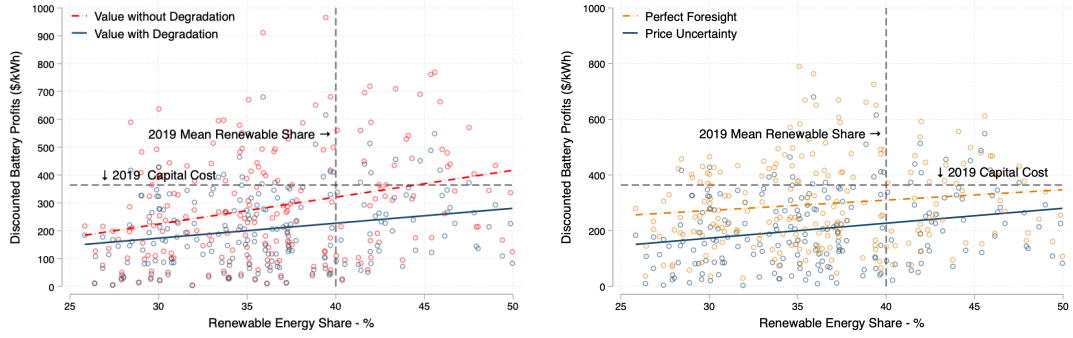 Value without Degradation
Value with Degradation
Discounted Battery Profits ($/kWh)
1000
900
800
700
600
500
400
300
200
100
0
2019 Mean Renewable Share →
↓ 2019 Capital Cost
25
30
35
40
45
50
Renewable Energy Share - %
Perfect Foresight
Price Uncertainty
Discounted Battery Profits ($/kWh)
1000
800
600
400
200
0
2019 Mean Renewable Share →
↓ 2019 Capital Cost
25
30
35
40
45
50
Renewable Energy Share - %